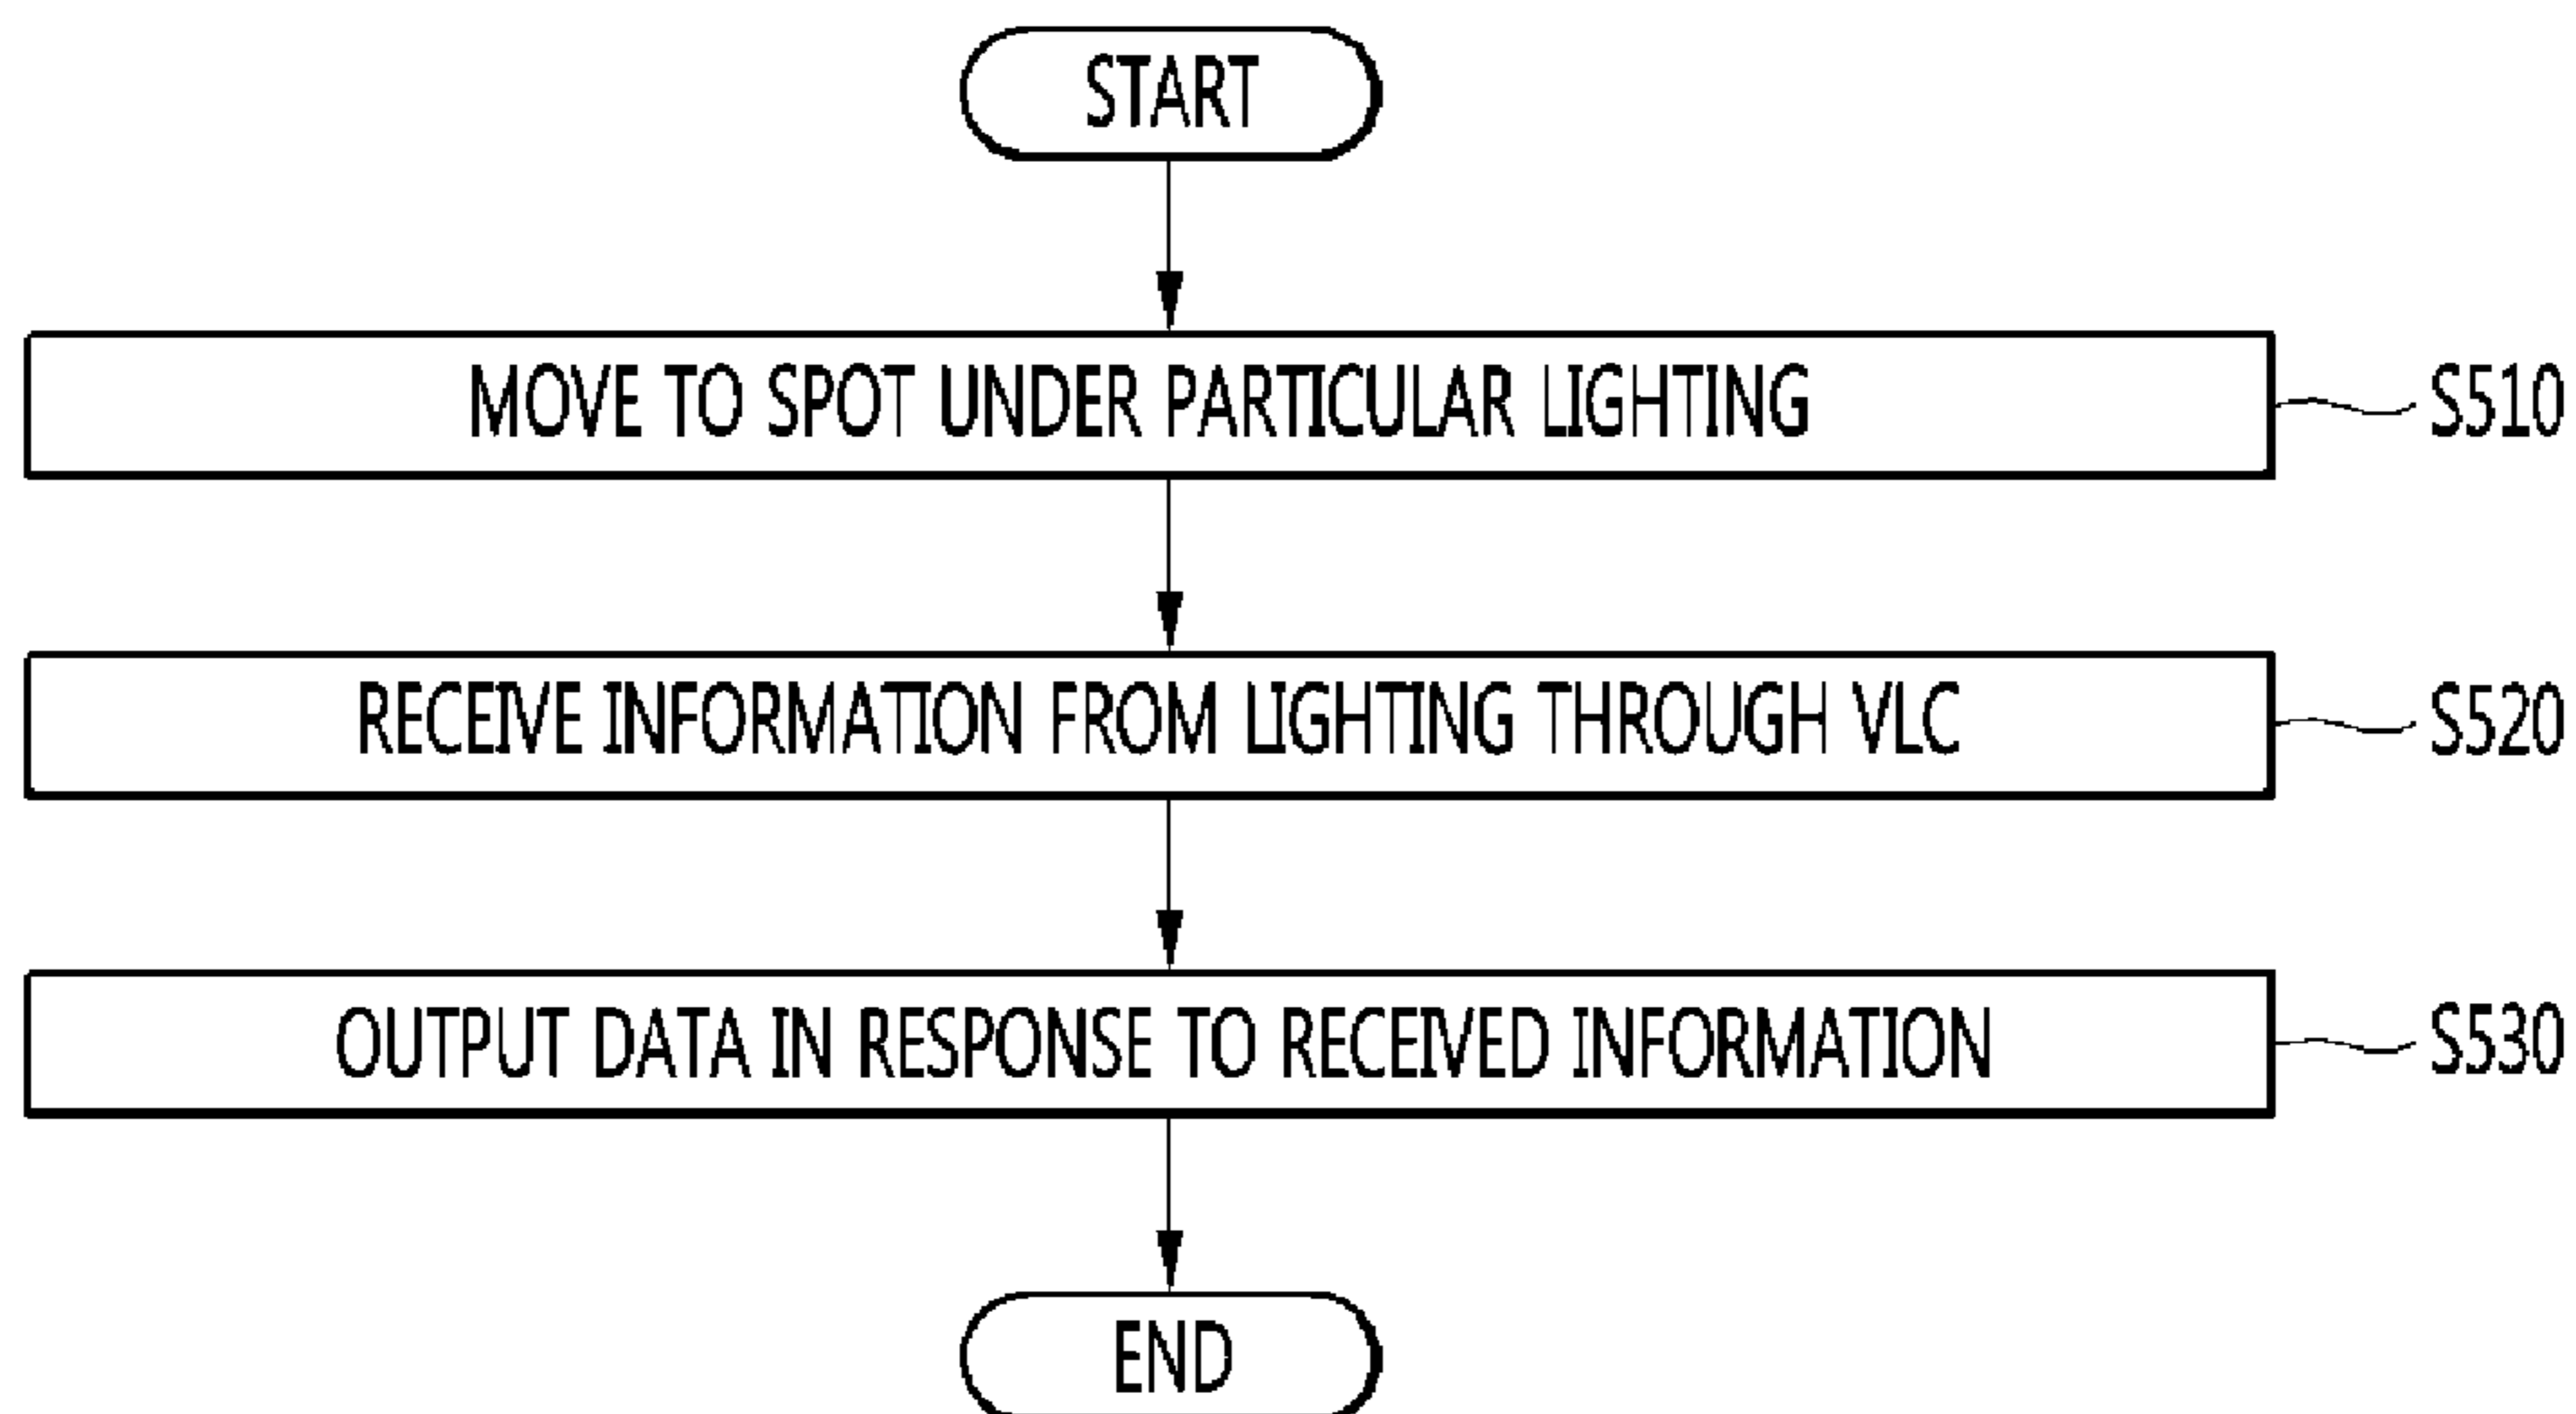 START
MOVE TO SPOT UNDER PARTICULAR LIGHTING
S510
RECEIVE INFORMATION FROM LIGHTING THROUGH VLC
S520
OUTPUT DATA IN RESPONSE TO RECEIVED INFORMATION
S530
END